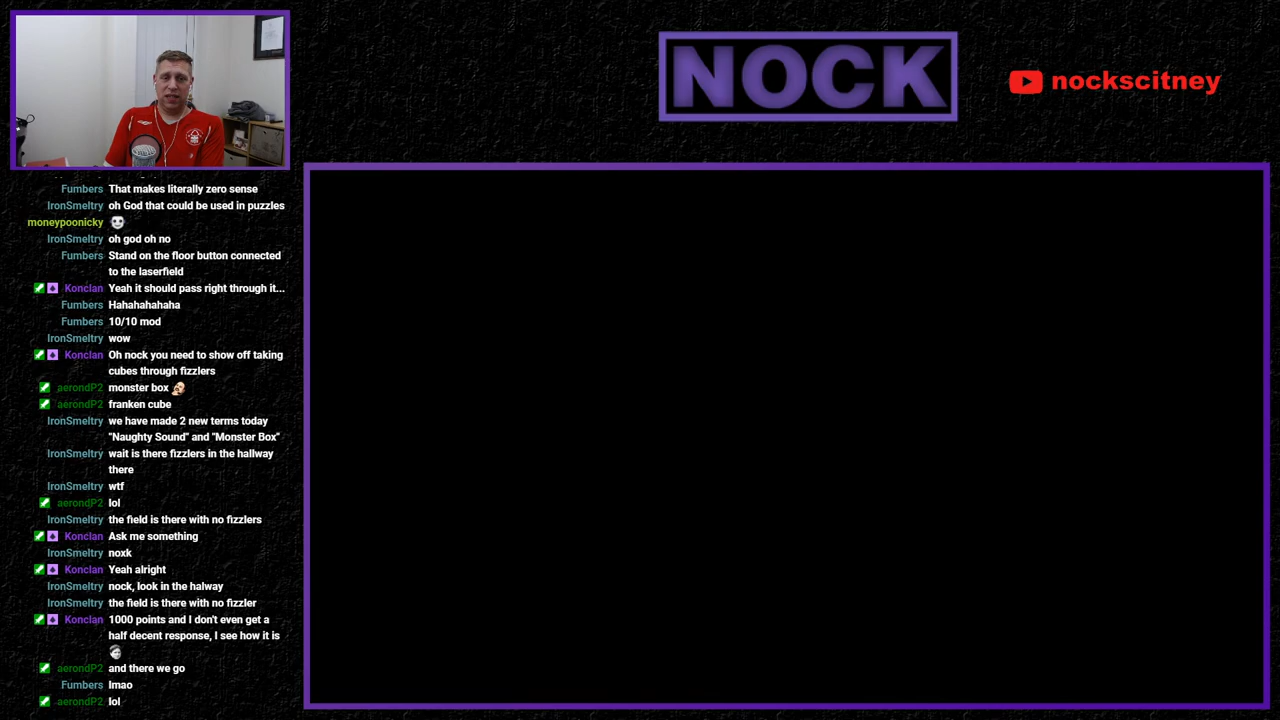 NOCK
nockscitney
Fumbers That makes literally zero sense
IronSmeltry oh God that could be used in puzzles
moneypoonicky
IronSmeltry oh god oh no
Fumbers Stand on the floor button connected
to the laserfield
Konclan Yeah it should pass right through it...
Fumbers Hahahahahaha
Fumbers 10/10 mod
IronSmeltry wow
Konclan Oh nock you need to show off taking
cubes through fizzlers
aerondP2 monster box
aerondP2 franken cube
IronSmeltry we have made 2 new terms today
"Naughty Sound" and "Monster Box"
IronSmeltry wait is there fizzlers in the hallway
there
IronSmeltry wtf
aerondP2 lol
IronSmeltry the field is there with no fizzlers
Konclan Ask me something
IronSmeltry noxk
Konclan Yeah alright
IronSmeltry nock, look in the halway
IronSmeltry the field is there with no fizzler
Konclan 1000 points and I don't even get a
half decent response, I see how it is
aerondP2 and there we go
Fumbers lmao
aerondP2 lol